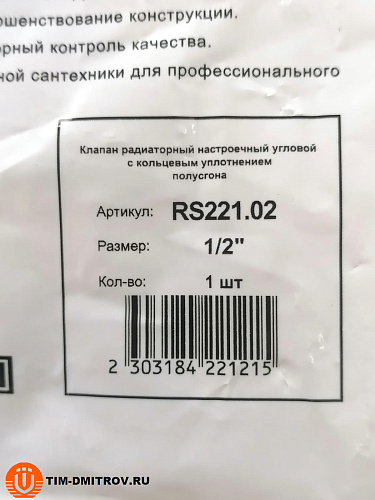 ршенствование конструкции.
рный контроль качества.
ной сантехники для профессионального
Клапан радиаторный настроечный угловой
с кольцевым уплотнением
полусгона
Артикул: RS221.02
Размер: 1/2"
Кол-во: 1 шт
2 303184 221215
TIM-DMITROV.RU